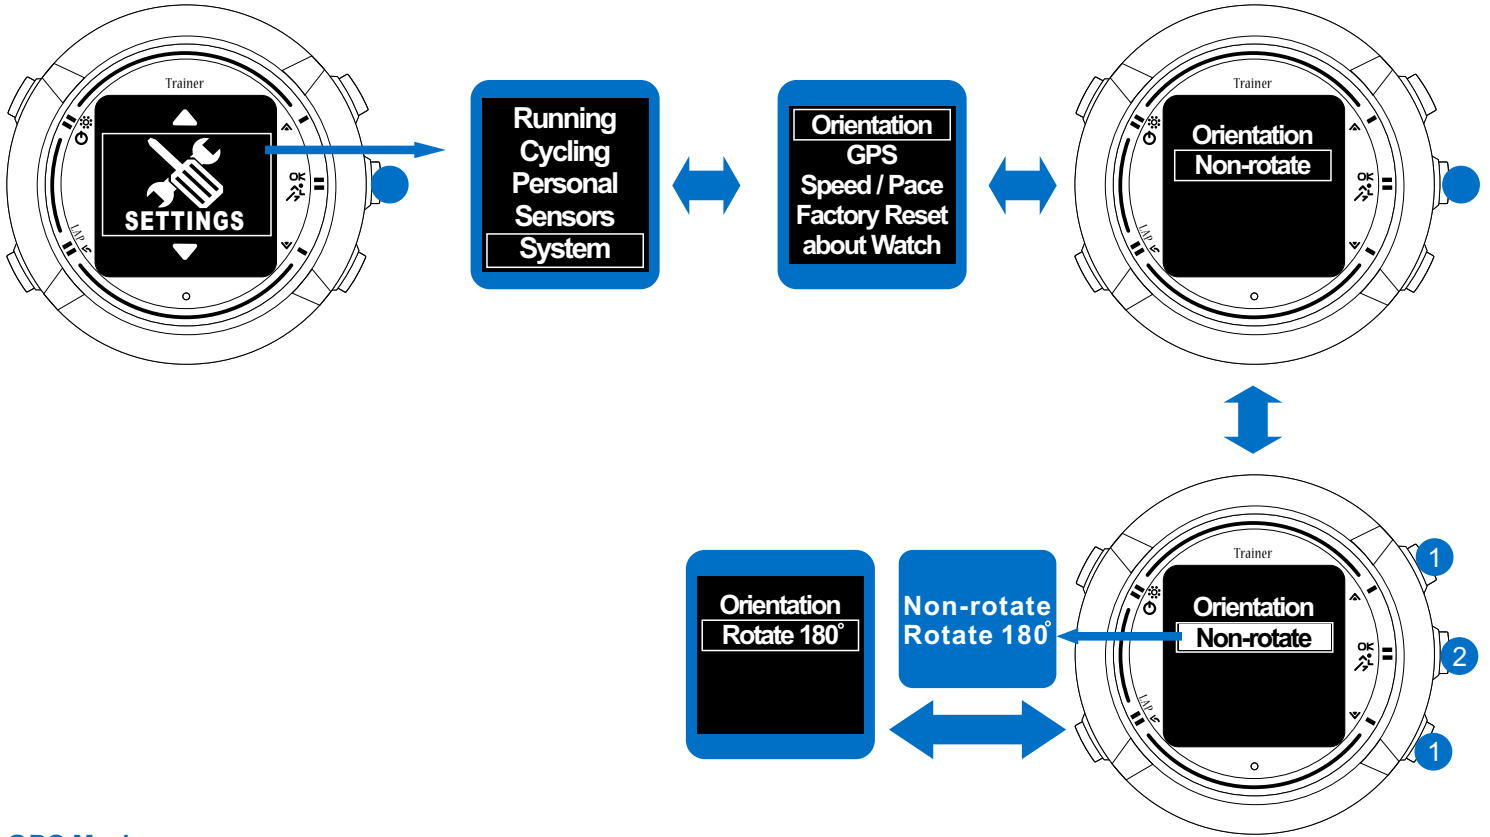 Trainer
SETTINGS
OK
LAP
Running
Cycling
Personal
Sensors
System
Orientation
GPS
Speed / Pace
Factory Reset
about Watch
Trainer
Orientation
Non-rotate
OK
LAP
Orientation
Rotate 180°
Non-rotate
Rotate 180°
Trainer
Orientation
Non-rotate
OK
LAP
1
2
1